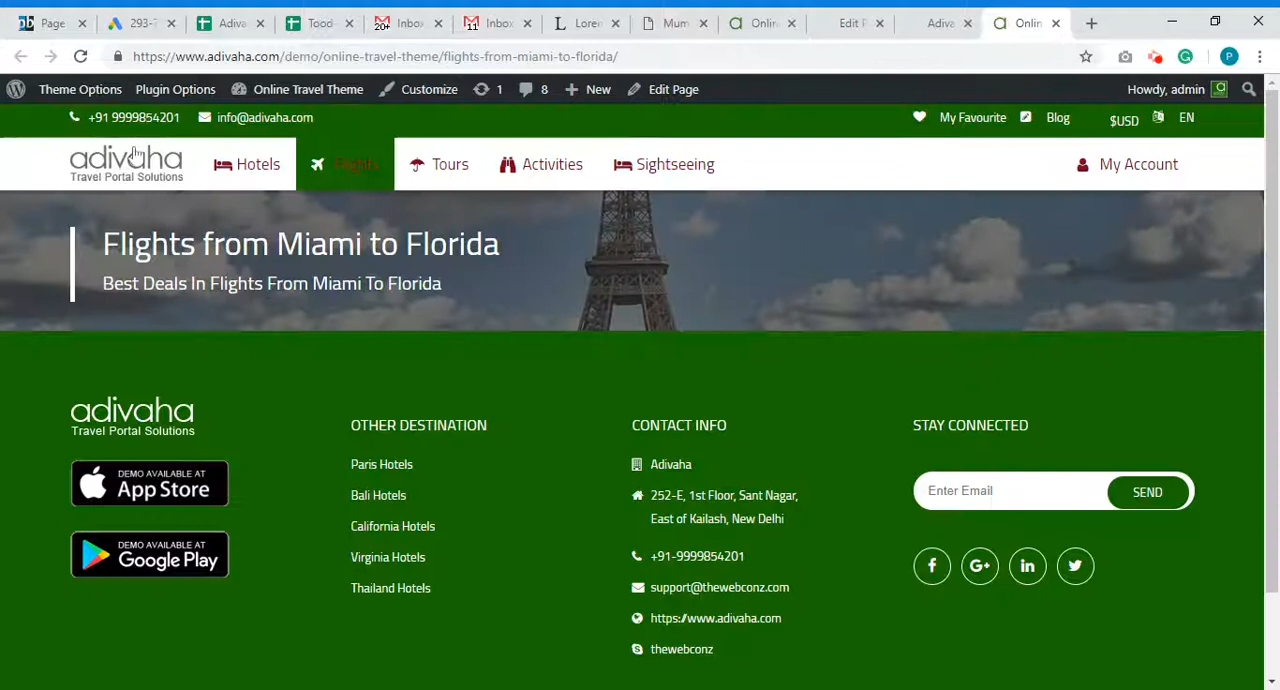 Page
293-7
Adiva
Toodl
Inbox
Inbox
Loren
Mum
Onlin
Edit P
Adiva
Onlin
https://www.adivaha.com/demo/online-travel-theme/flights-from-miami-to-florida/
Theme Options Plugin Options Online Travel Theme Customize 1 8 New Edit Page Howdy, admin
+91 9999854201 info@adivaha.com My Favourite Blog $USD EN
adivaha
Travel Portal Solutions
Hotels Flights Tours Activities Sightseeing My Account
Flights from Miami to Florida
Best Deals In Flights From Miami To Florida
adivaha
Travel Portal Solutions
DEMO AVAILABLE AT
App Store
DEMO AVAILABLE AT
Google Play
OTHER DESTINATION
Paris Hotels
Bali Hotels
California Hotels
Virginia Hotels
Thailand Hotels
CONTACT INFO
Adivaha
252-E, 1st Floor, Sant Nagar,
East of Kailash, New Delhi
+91-9999854201
support@thewebconz.com
https://www.adivaha.com
thewebconz
STAY CONNECTED
Enter Email SEND